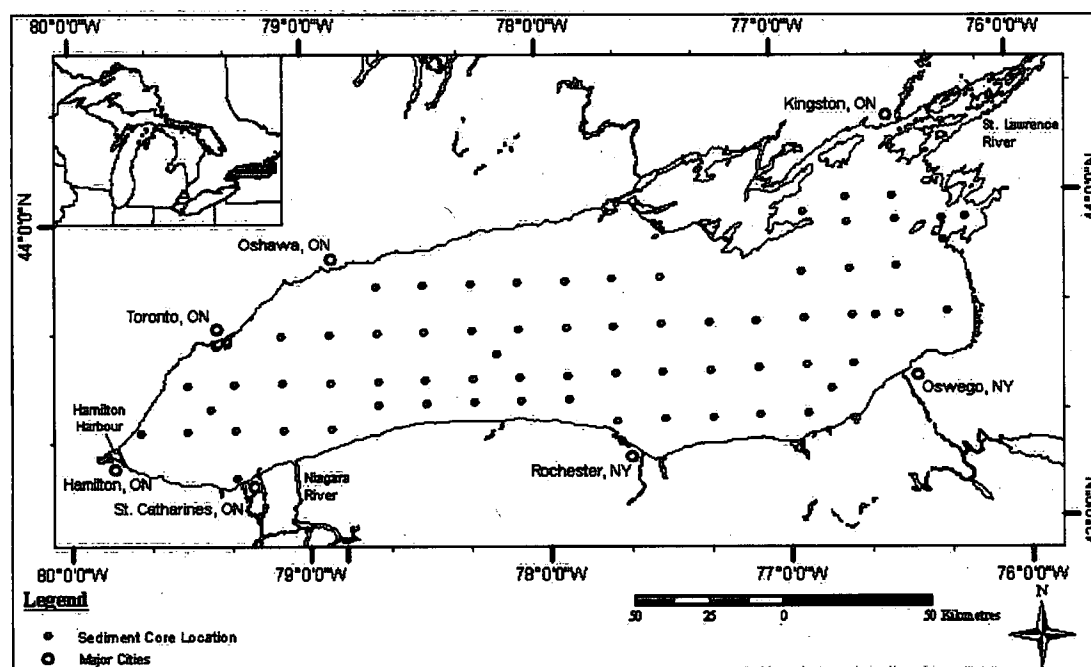 80°0'0"W 79°0'0"W 78°0'0"W 77°0'0"W 76°0'0"W
Kingston, ON
St. Lawrence
River
44°0'0"N
Oshawa, ON
Toronto, ON
Hamilton
Harbour
Oswego, NY
Rochester, NY
Hamilton, ON
Niagara
River
St. Catharines, ON
80°0'0"W 79°0'0"W 78°0'0"W 77°0'0"W 76°0'0"W
N
Legend
50 25 0 50 Kilometres
Sediment Core Location
Major Cities